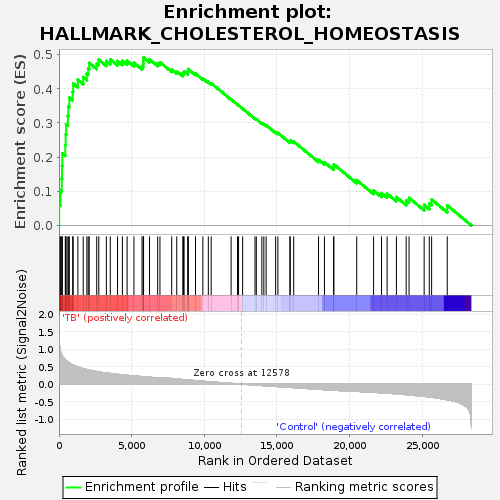 Enrichment plot:
HALLMARK_CHOLESTEROL_HOMEOSTASIS
Enrichment score (ES)
0.5
0.4
0.3
0.2
0.1
0.0
'TB' (positively correlated)
Ranked list metric (Signal2Noise)
2.0
1.5
1.0
0.5
0.0
-0.5
-1.0
Zero cross at 12578
'Control' (negatively correlated)
0 5,000 10,000 15,000 20,000 25,000
Rank in Ordered Dataset
Enrichment profile Hits Ranking metric scores